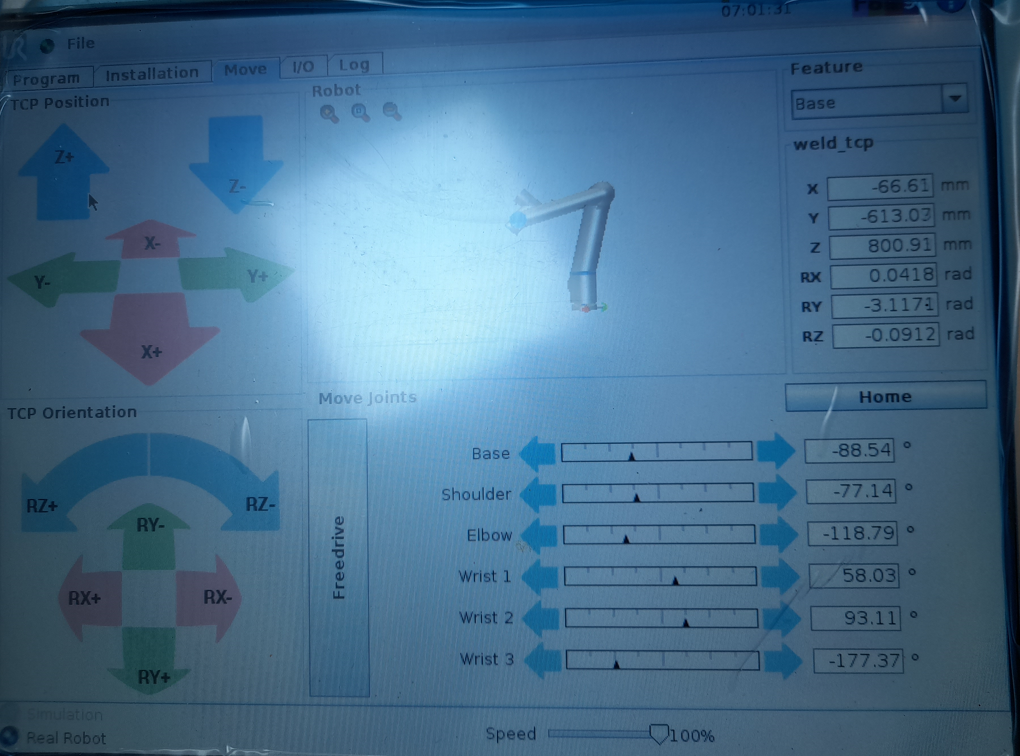 07:01:31
File
Program Installation Move I/O Log
TCP Position
Robot
Feature
Base
Z+ Z-
weld_tcp
X -66.61 mm
X-
Y -613.03 mm
Y- Y+
Z 800.91 mm
RX 0.0418 rad
RY -3.1171 rad
X+
RZ -0.0912 rad
Home
TCP Orientation
Move Joints
Base -88.54 °
Shoulder -77.14 °
RZ+ RZ-
RY-
Elbow -118.79 °
Freedrive
Wrist 1 58.03 °
RX+ RX-
Wrist 2 93.11 °
Wrist 3 -177.37 °
RY+
Simulation
Real Robot
Speed 100%